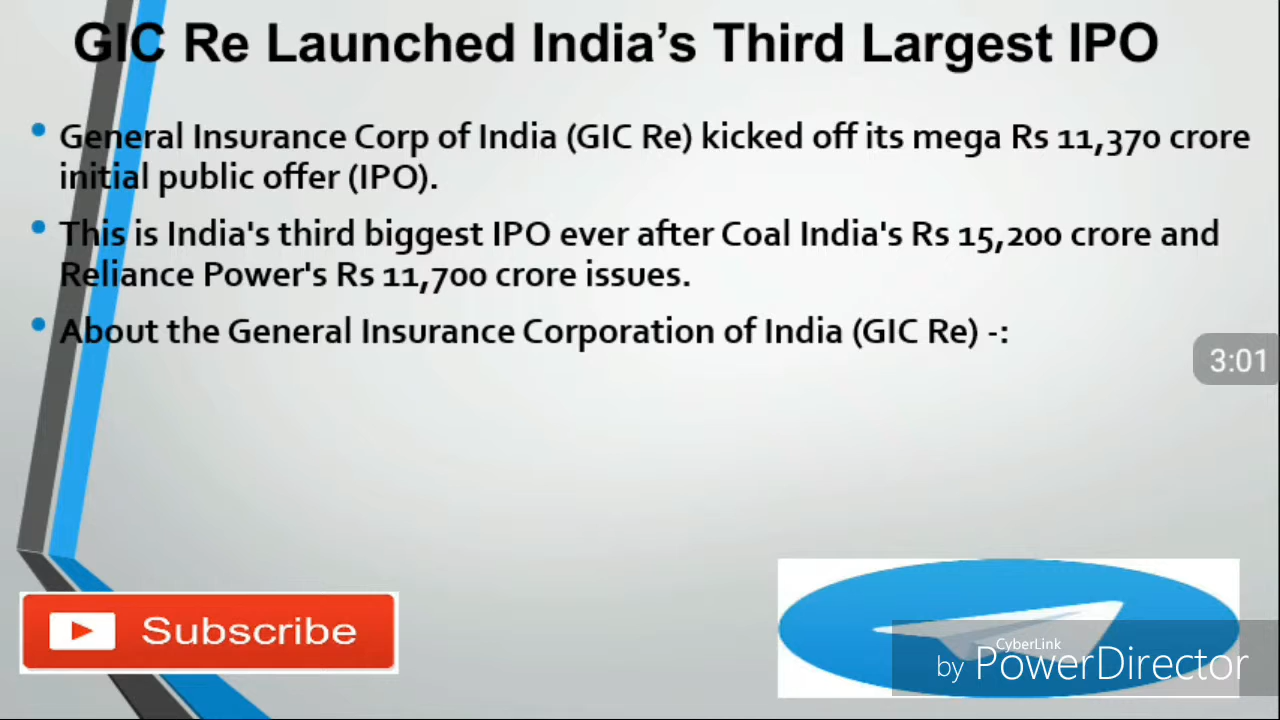 GIC Re Launched India’s Third Largest IPO
• General Insurance Corp of India (GIC Re) kicked off its mega Rs 11,370 crore
initial public offer (IPO).
• This is India's third biggest IPO ever after Coal India's Rs 15,200 crore and
Reliance Power's Rs 11,700 crore issues.
• About the General Insurance Corporation of India (GIC Re) -:
3:01
Subscribe
CyberLink
by PowerDirector